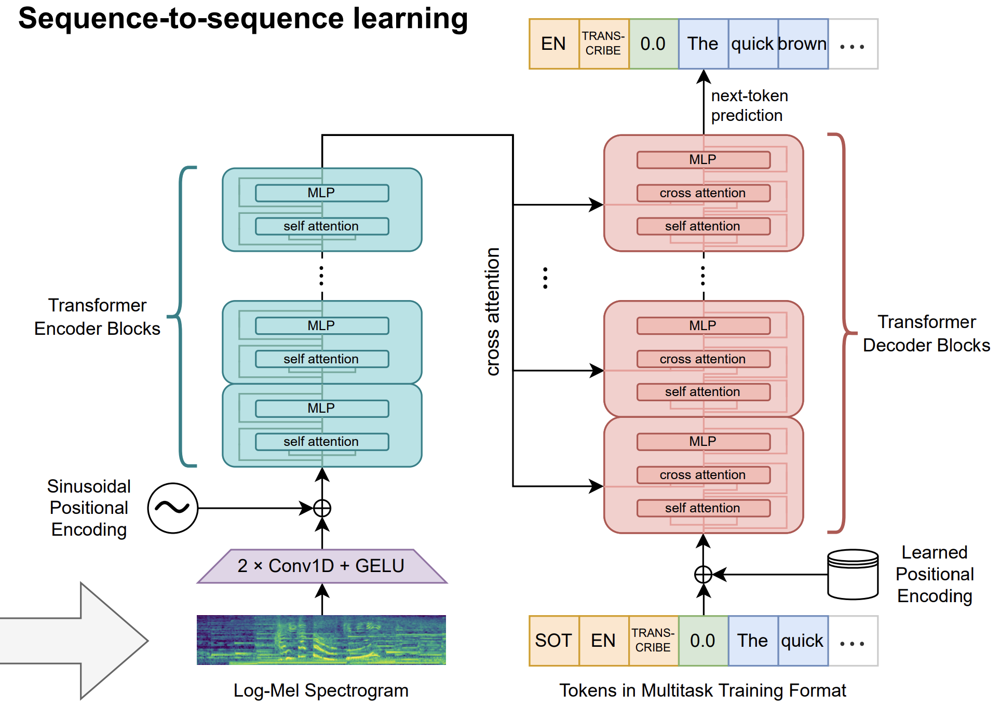 Sequence-to-sequence learning
EN TRANS-CRIBE 0.0 The quick brown ...
next-token
prediction
MLP
cross attention
self attention
MLP
self attention
cross attention
Transformer
Encoder Blocks
MLP
self attention
MLP
self attention
MLP
cross attention
self attention
MLP
cross attention
self attention
Transformer
Decoder Blocks
Sinusoidal
Positional
Encoding
2 × Conv1D + GELU
Learned
Positional
Encoding
SOT EN TRANS-CRIBE 0.0 The quick ...
Log-Mel Spectrogram
Tokens in Multitask Training Format